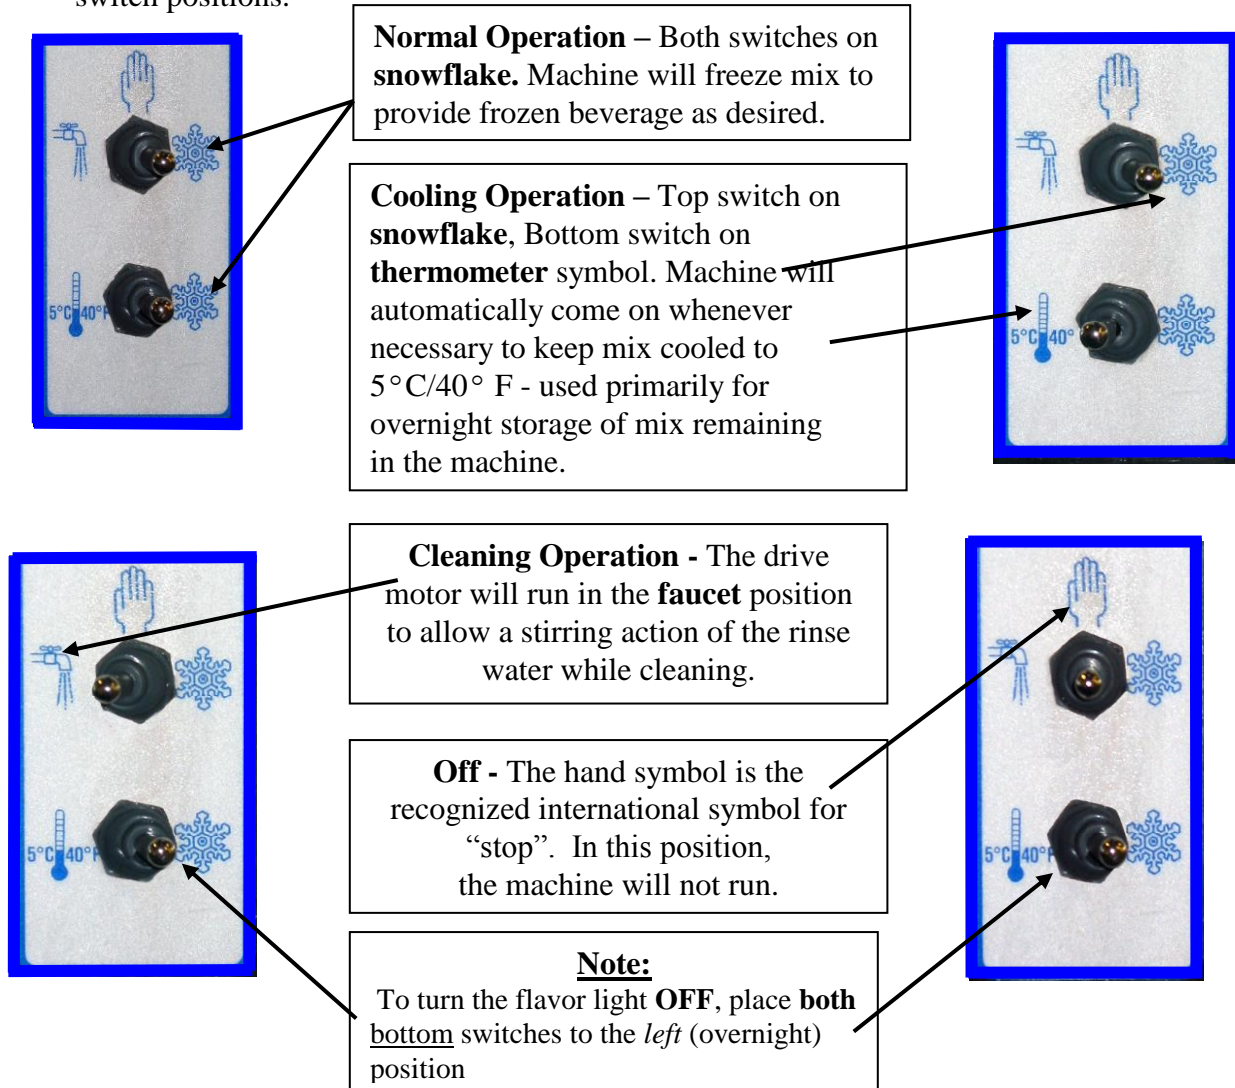 switch positions.
Normal Operation – Both switches on
snowflake. Machine will freeze mix to
provide frozen beverage as desired.
Cooling Operation – Top switch on
snowflake, Bottom switch on
thermometer symbol. Machine will
automatically come on whenever
necessary to keep mix cooled to
5°C/40° F - used primarily for
overnight storage of mix remaining
in the machine.
5°C 40°F
5°C 40°
Cleaning Operation - The drive
motor will run in the faucet position
to allow a stirring action of the rinse
water while cleaning.
Off - The hand symbol is the
recognized international symbol for
“stop”. In this position,
the machine will not run.
5°C 40°F
5°C 40°F
Note:
To turn the flavor light OFF, place both
bottom switches to the left (overnight)
position